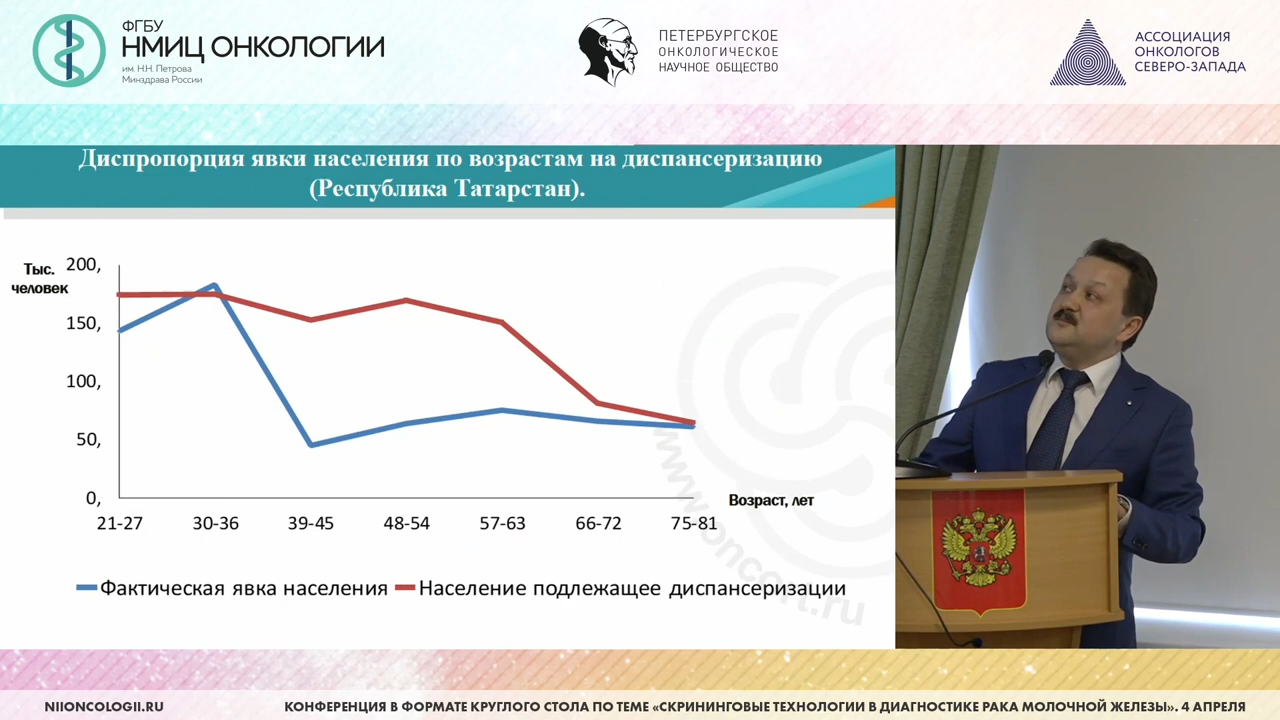 ФГБУ
НМИЦ ОНКОЛОГИИ
им. Н.Н. Петрова
Минздрава России
ПЕТЕРБУРГСКОЕ
ОНКОЛОГИЧЕСКОЕ
НАУЧНОЕ ОБЩЕСТВО
АССОЦИАЦИЯ
ОНКОЛОГОВ
СЕВЕРО-ЗАПАДА
Диспропорция явки населения по возрастам на диспансеризацию
(Республика Татарстан).
Тыс.
человек
200,
150,
100,
50,
0,
21-27 30-36 39-45 48-54 57-63 66-72 75-81
Возраст, лет
Фактическая явка населения Население подлежащее диспансеризации
www.oncort.ru
NIIONCOLOGII.RU
КОНФЕРЕНЦИЯ В ФОРМАТЕ КРУГЛОГО СТОЛА ПО ТЕМЕ «СКРИНИНГОВЫЕ ТЕХНОЛОГИИ В ДИАГНОСТИКЕ РАКА МОЛОЧНОЙ ЖЕЛЕЗЫ». 4 АПРЕЛЯ